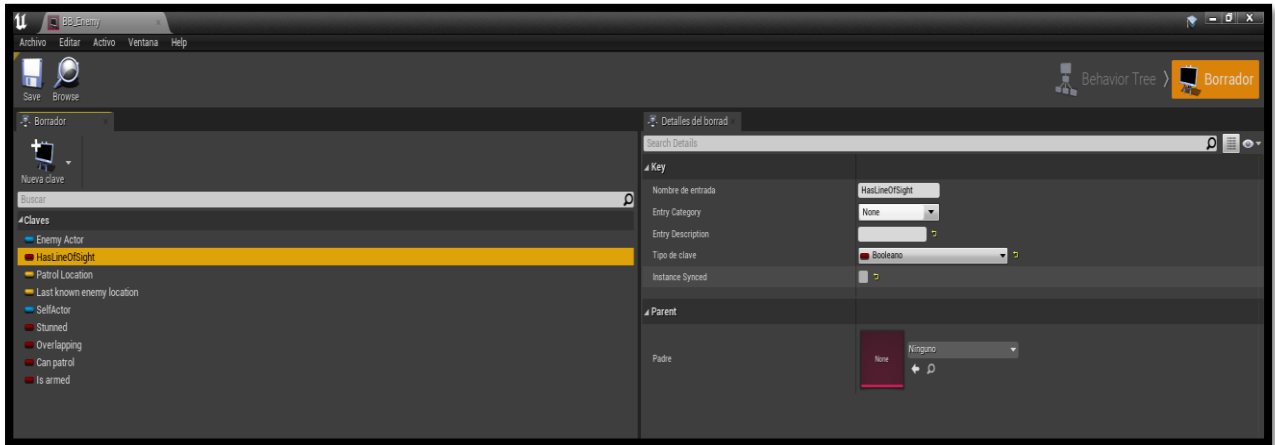 BB_Enemy
Archivo Editar Activo Ventana Help
Save Browse
Behavior Tree Borrador
Borrador
Nueva clave
Buscar
Claves
Enemy Actor
HasLineOfSight
Patrol Location
Last known enemy location
SelfActor
Stunned
Overlapping
Can patrol
Is armed
Detalles del borrad
Search Details
Key
Nombre de entrada HasLineOfSight
Entry Category None
Entry Description
Tipo de clave Booleano
Instance Synced
Parent
Padre None Ninguno